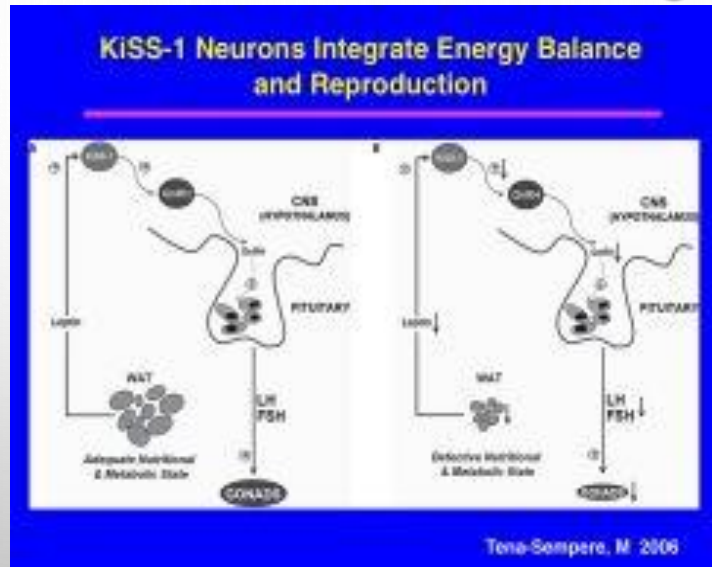 KiSS-1 Neurons Integrate Energy Balance
and Reproduction
A
KiSS-1
GnRH
CNS
(HYPOTHALAMUS)
GnRH
PITUITARY
Leptin
WAT
LH
FSH
Adequate Nutritional
& Metabolic State
GONADS
KiSS-1
GnRH
CNS
(HYPOTHALAMUS)
GnRH
PITUITARY
Leptin
WAT
LH
FSH
Defective Nutritional
& Metabolic State
GONADS
Tena-Sempere, M 2006